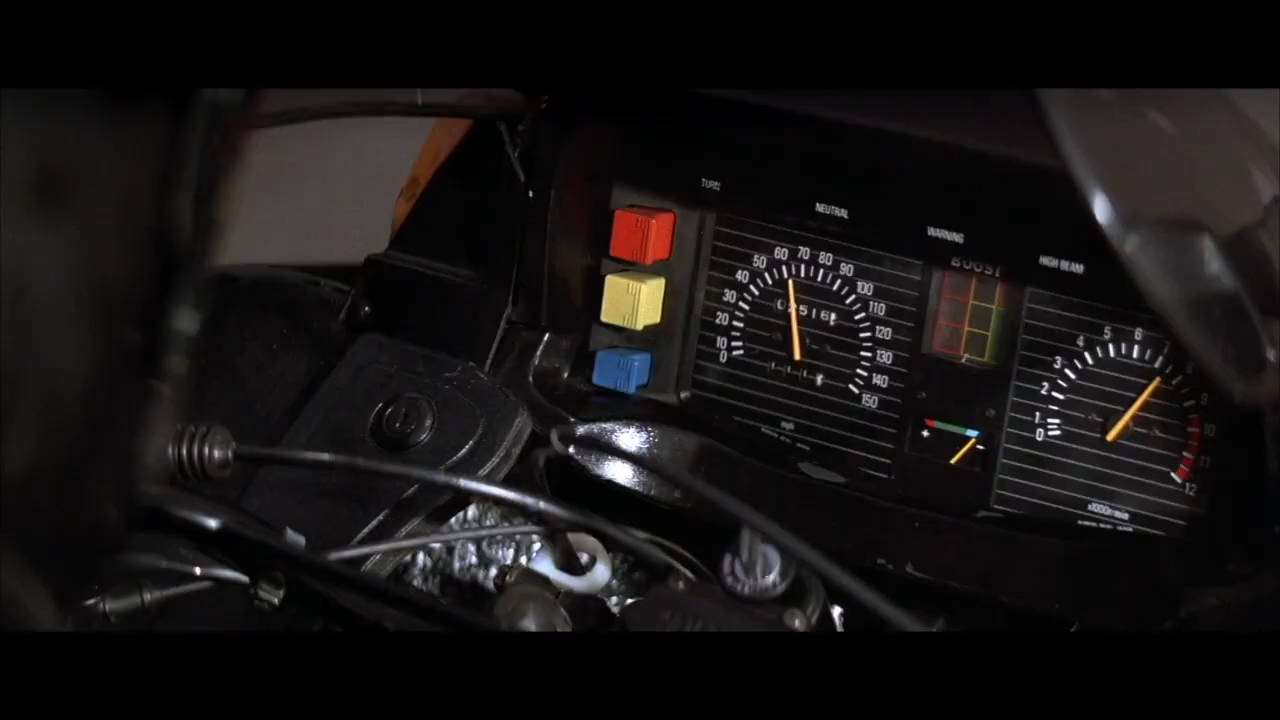 TURN
NEUTRAL
WARNING
HIGH BEAM
BOOST
0 10 20 30 40 50 60 70 80 90 100 110 120 130 140 150
mph
0 1 2 3 4 5 6
9 10 11 12
x1000r/min
+ -